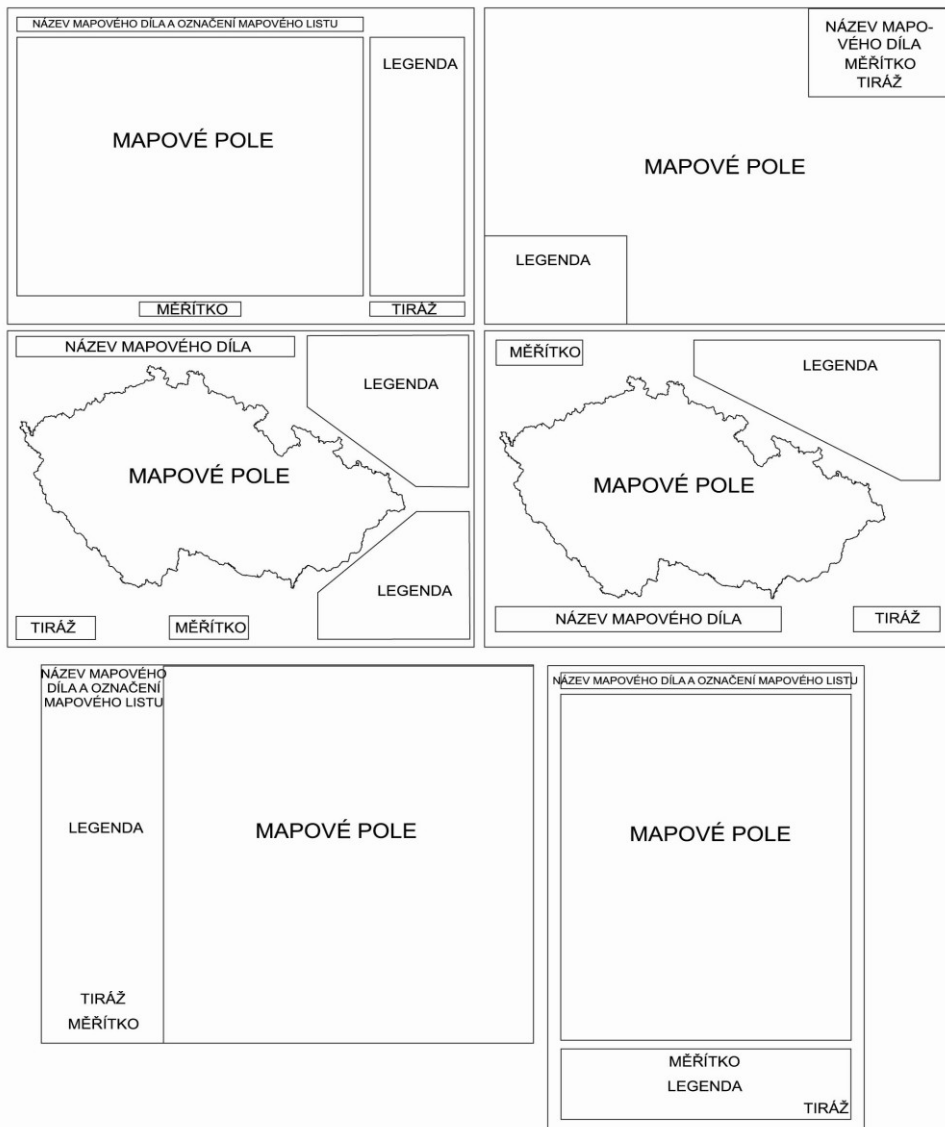 NÁZEV MAPOVÉHO DÍLA A OZNAČENÍ MAPOVÉHO LISTU
LEGENDA
MAPOVÉ POLE
MĚŘÍTKO
TIRÁŽ
NÁZEV MAPO-
VÉHO DÍLA
MĚŘÍTKO
TIRÁŽ
MAPOVÉ POLE
LEGENDA
NÁZEV MAPOVÉHO DÍLA
LEGENDA
MAPOVÉ POLE
LEGENDA
TIRÁŽ
MĚŘÍTKO
MĚŘÍTKO
LEGENDA
MAPOVÉ POLE
NÁZEV MAPOVÉHO DÍLA
TIRÁŽ
NÁZEV MAPOVÉHO
DÍLA A OZNAČENÍ
MAPOVÉHO LISTU
LEGENDA
MAPOVÉ POLE
TIRÁŽ
MĚŘÍTKO
NÁZEV MAPOVÉHO DÍLA A OZNAČENÍ MAPOVÉHO LISTU
MAPOVÉ POLE
MĚŘÍTKO
LEGENDA
TIRÁŽ